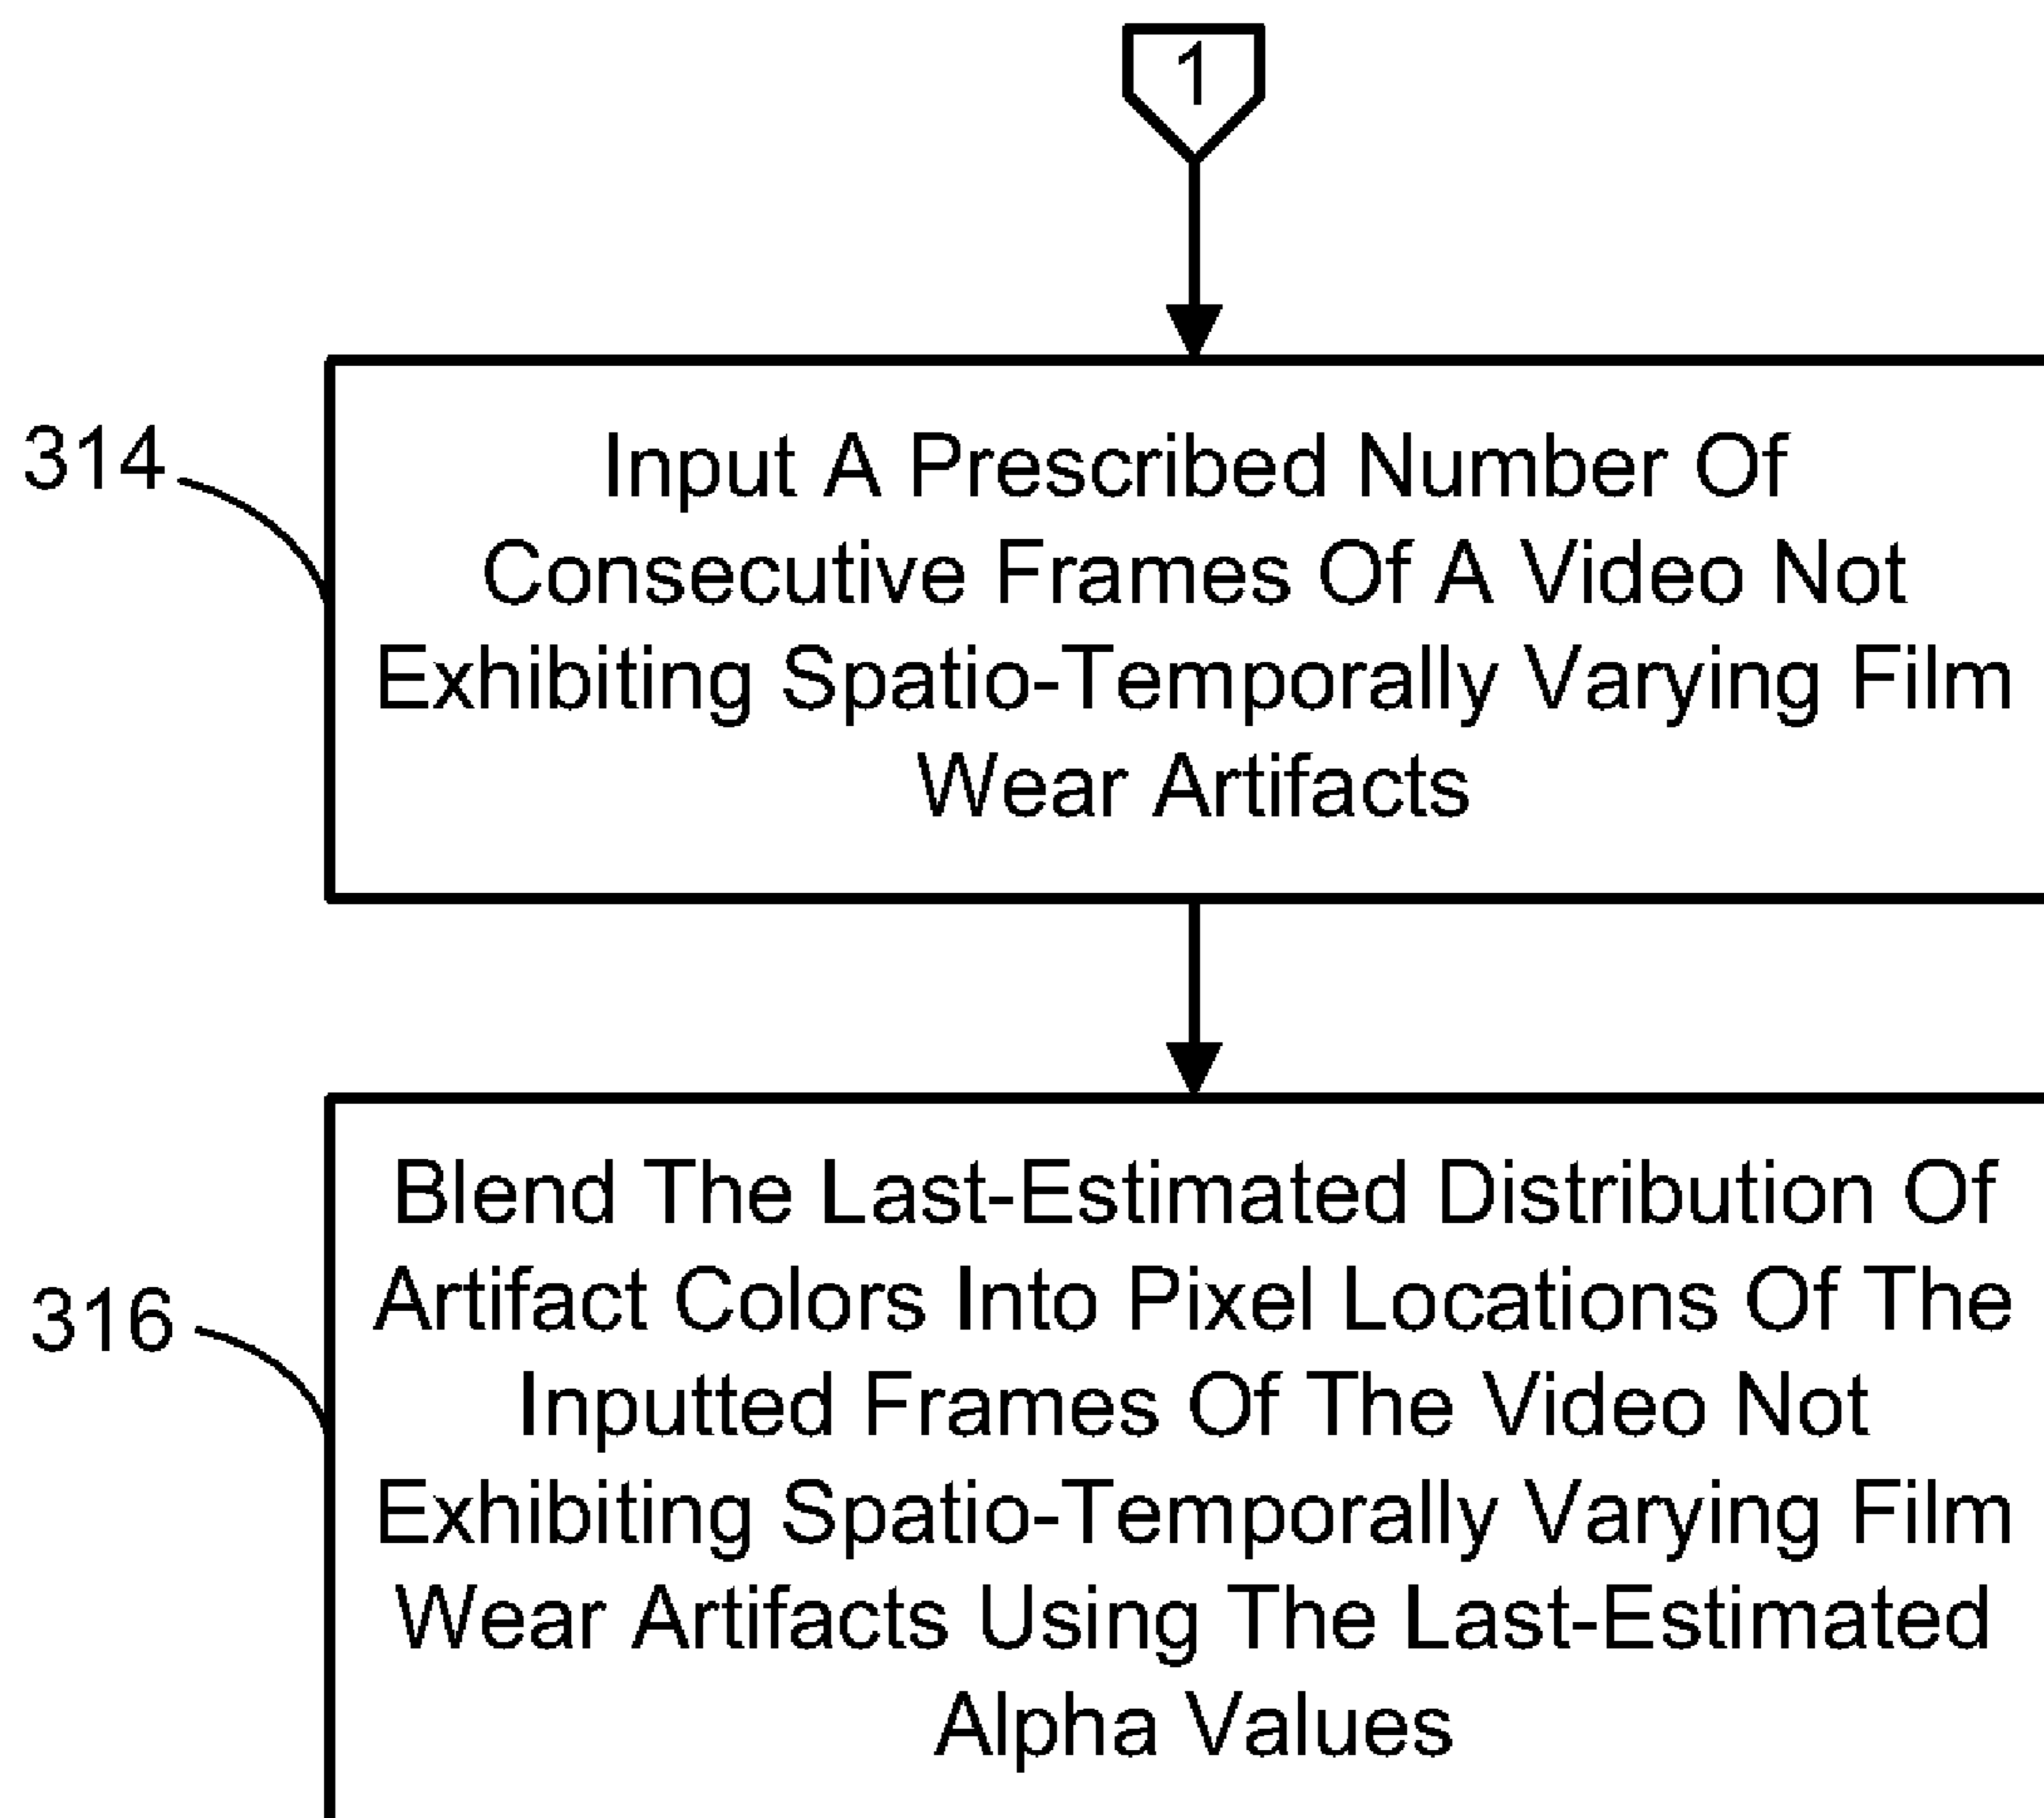 1
314
Input A Prescribed Number Of
Consecutive Frames Of A Video Not
Exhibiting Spatio-Temporally Varying Film
Wear Artifacts
316
Blend The Last-Estimated Distribution Of
Artifact Colors Into Pixel Locations Of The
Inputted Frames Of The Video Not
Exhibiting Spatio-Temporally Varying Film
Wear Artifacts Using The Last-Estimated
Alpha Values